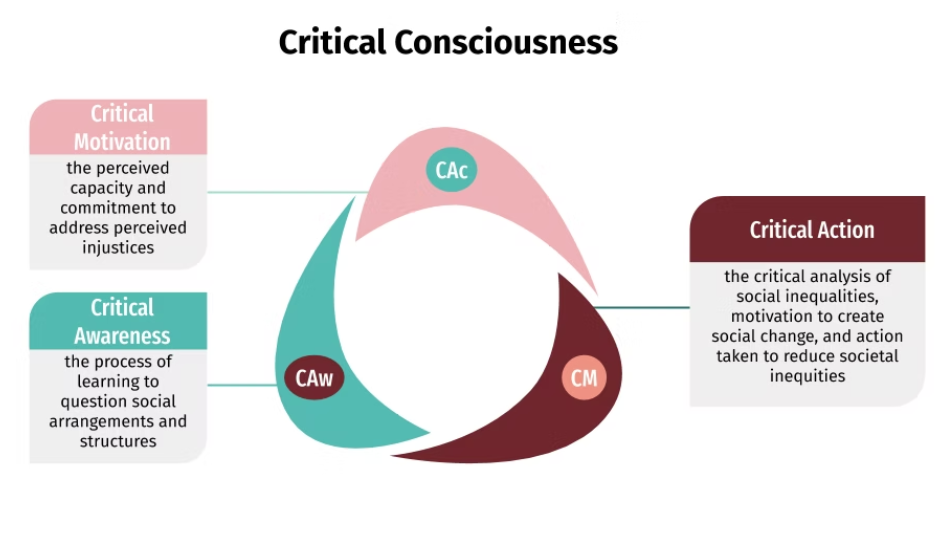 Critical Consciousness
Critical
Motivation
the perceived
capacity and
commitment to
address perceived
injustices
Critical
Awareness
the process of
learning to
question social
arrangements and
structures
CAc
CAw
CM
Critical Action
the critical analysis of
social inequalities,
motivation to create
social change, and action
taken to reduce societal
inequities